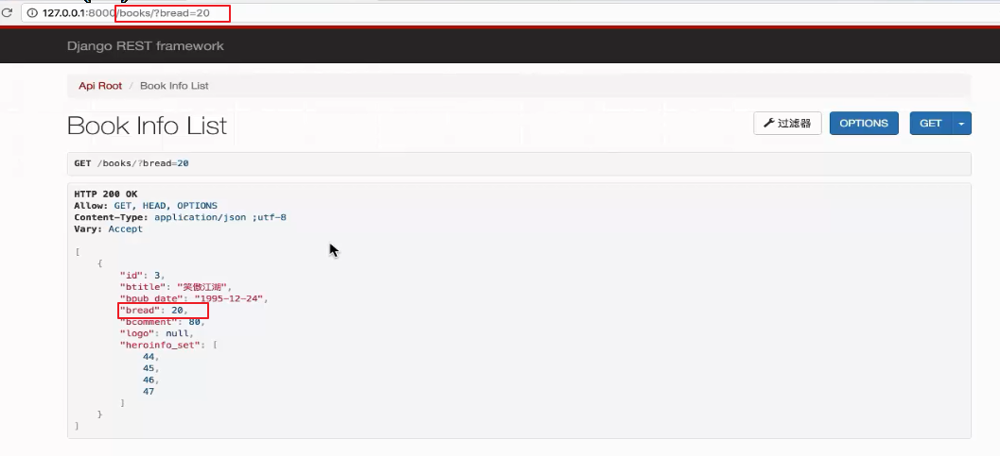 127.0.0.1:8000/books/?bread=20
Django REST framework
Api Root / Book Info List
Book Info List
过滤器
OPTIONS
GET
GET /books/?bread=20
HTTP 200 OK
Allow: GET, HEAD, OPTIONS
Content-Type: application/json ;utf-8
Vary: Accept
[
{
"id": 3,
"btitle": "笑傲江湖",
"bpub_date": "1995-12-24",
"bread": 20,
"bcomment": 80,
"logo": null,
"heroinfo_set": [
44,
45,
46,
47
]
}
]